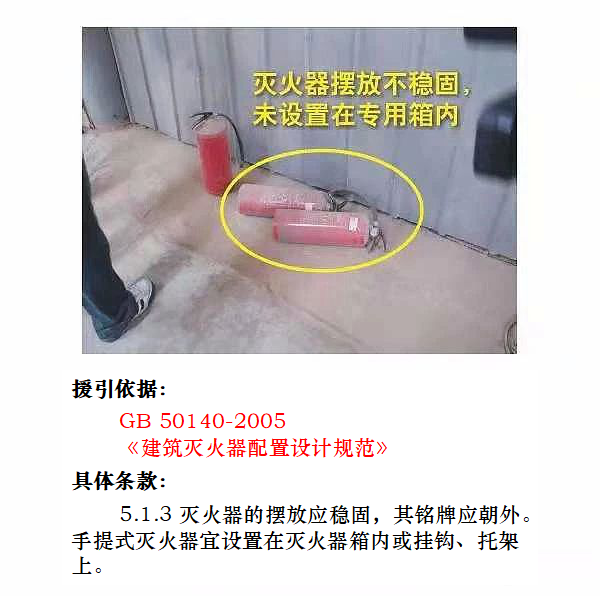 灭火器摆放不稳固，
未设置在专用箱内
援引依据：
GB 50140-2005
《建筑灭火器配置设计规范》
具体条款：
5.1.3 灭火器的摆放应稳固，其铭牌应朝外。
手提式灭火器宜设置在灭火器箱内或挂钩、托架
上。